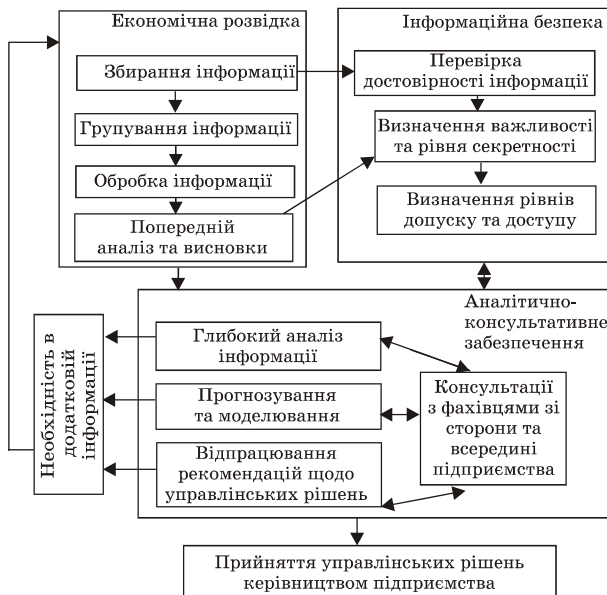 Економічна розвідка
Збирання інформації
Групування інформації
Обробка інформації
Попередній
аналіз та висновки
Інформаційна безпека
Перевірка
достовірності інформації
Визначення важливості
та рівня секретності
Визначення рівнів
допуску та доступу
Аналітично-
консультативне
забезпечення
Глибокий аналіз
інформації
Прогнозування
та моделювання
Відпрацювання
рекомендацій щодо
управлінських рішень
Консультації
з фахівцями зі
сторони та
всередині
підприємства
Необхідність в
додатковій
інформації
Прийняття управлінських рішень
керівництвом підприємства